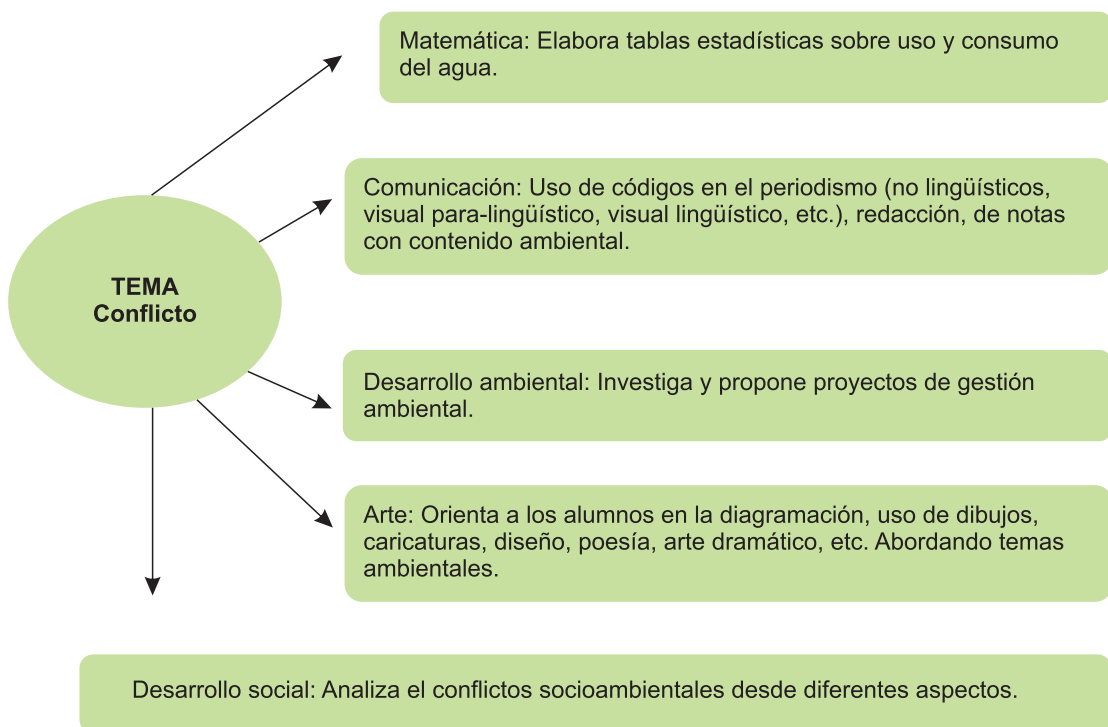 Matemática: Elabora tablas estadísticas sobre uso y consumo
del agua.
Comunicación: Uso de códigos en el periodismo (no lingüísticos,
visual para-lingüístico, visual lingüístico, etc.), redacción, de notas
con contenido ambiental.
TEMA
Conflicto
Desarrollo ambiental: Investiga y propone proyectos de gestión
ambiental.
Arte: Orienta a los alumnos en la diagramación, uso de dibujos,
caricaturas, diseño, poesía, arte dramático, etc. Abordando temas
ambientales.
Desarrollo social: Analiza el conflictos socioambientales desde diferentes aspectos.